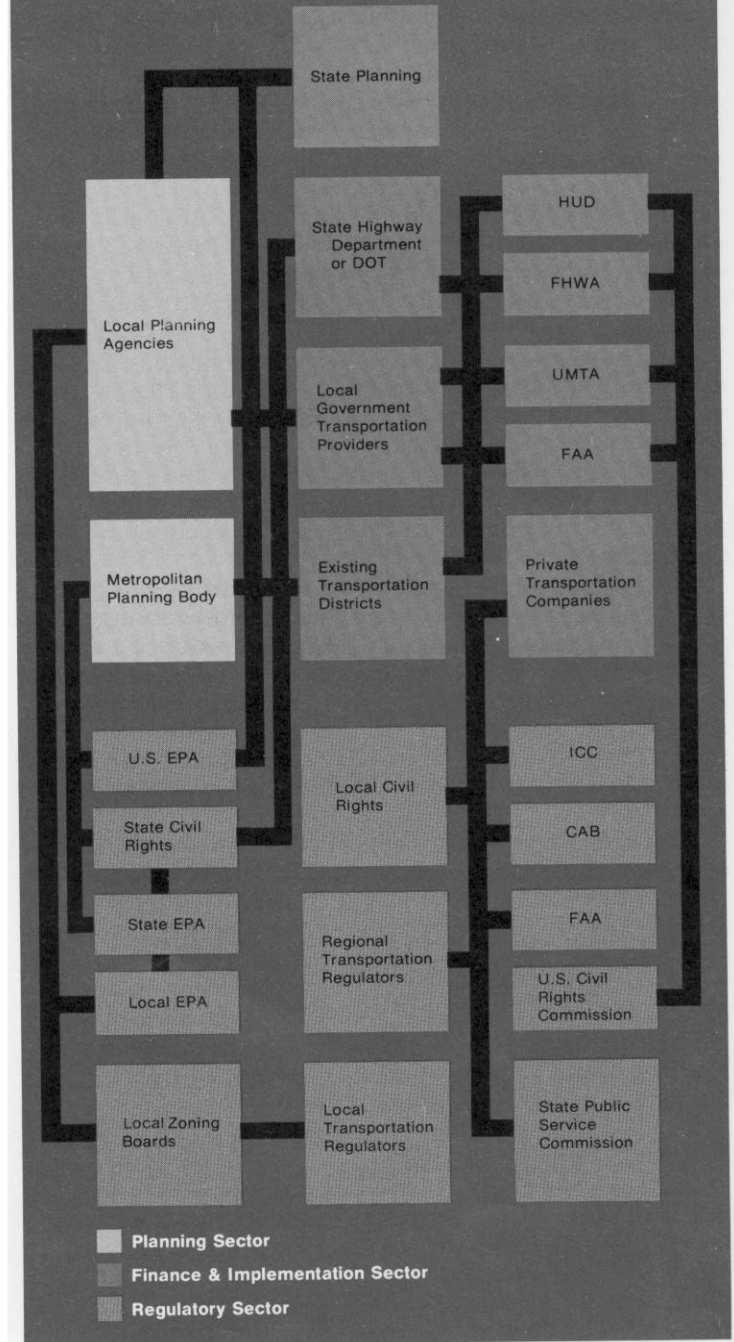 State Planning
Local Planning
Agencies
State Highway
Department
or DOT
HUD
FHWA
Local
Government
Transportation
Providers
UMTA
FAA
Metropolitan
Planning Body
Existing
Transportation
Districts
Private
Transportation
Companies
U.S. EPA
State Civil
Rights
State EPA
Local EPA
Local Civil
Rights
ICC
CAB
Regional
Transportation
Regulators
FAA
U.S. Civil
Rights
Commission
Local Zoning
Boards
Local
Transportation
Regulators
State Public
Service
Commission
Planning Sector
Finance & Implementation Sector
Regulatory Sector